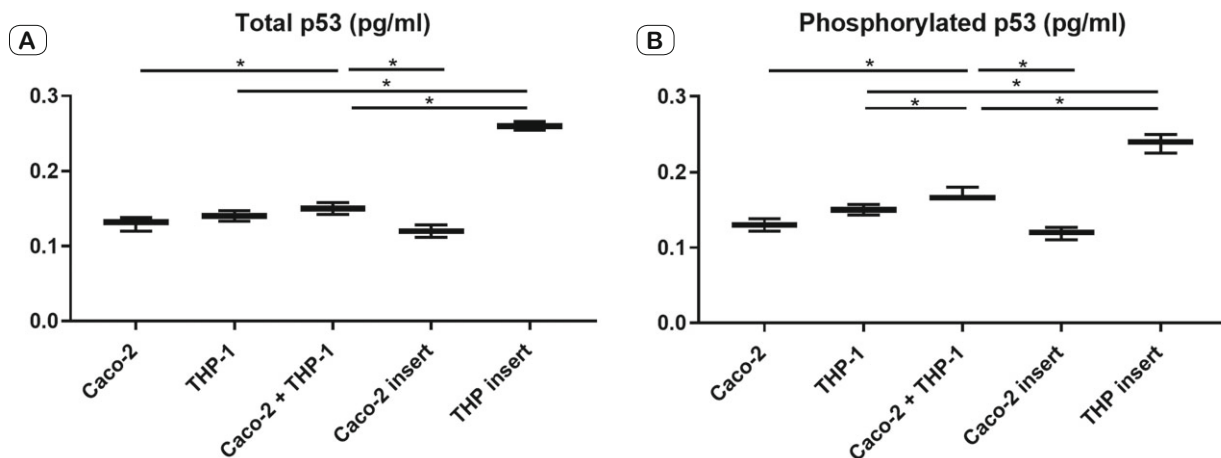 A
Total p53 (pg/ml)
*
*
*
*
0.3
0.2
0.1
0.0
Caco-2
THP-1
Caco-2 + THP-1
Caco-2 insert
THP insert
B
Phosphorylated p53 (pg/ml)
*
*
*
*
*
0.3
0.2
0.1
0.0
Caco-2
THP-1
Caco-2 + THP-1
Caco-2 insert
THP insert